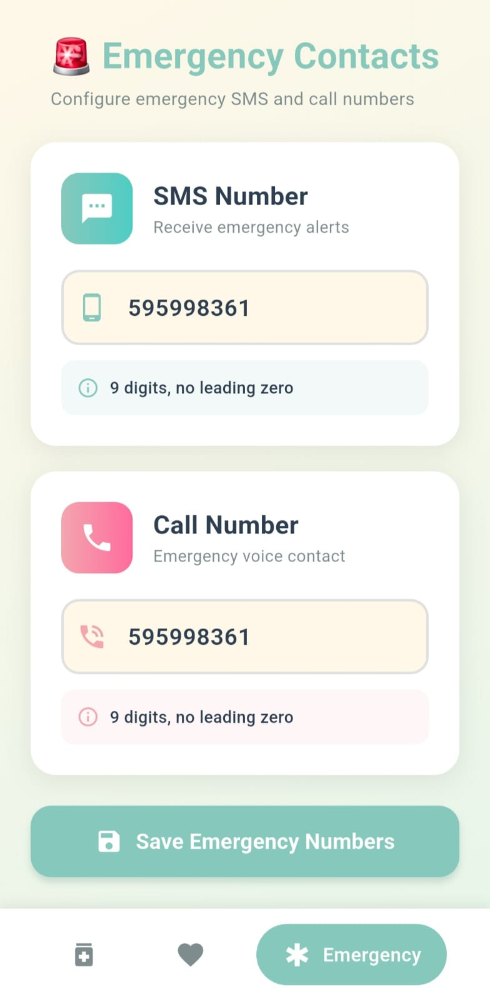 🚨 Emergency Contacts
Configure emergency SMS and call numbers
SMS Number
Receive emergency alerts
595998361
9 digits, no leading zero
Call Number
Emergency voice contact
595998361
9 digits, no leading zero
Save Emergency Numbers
Emergency